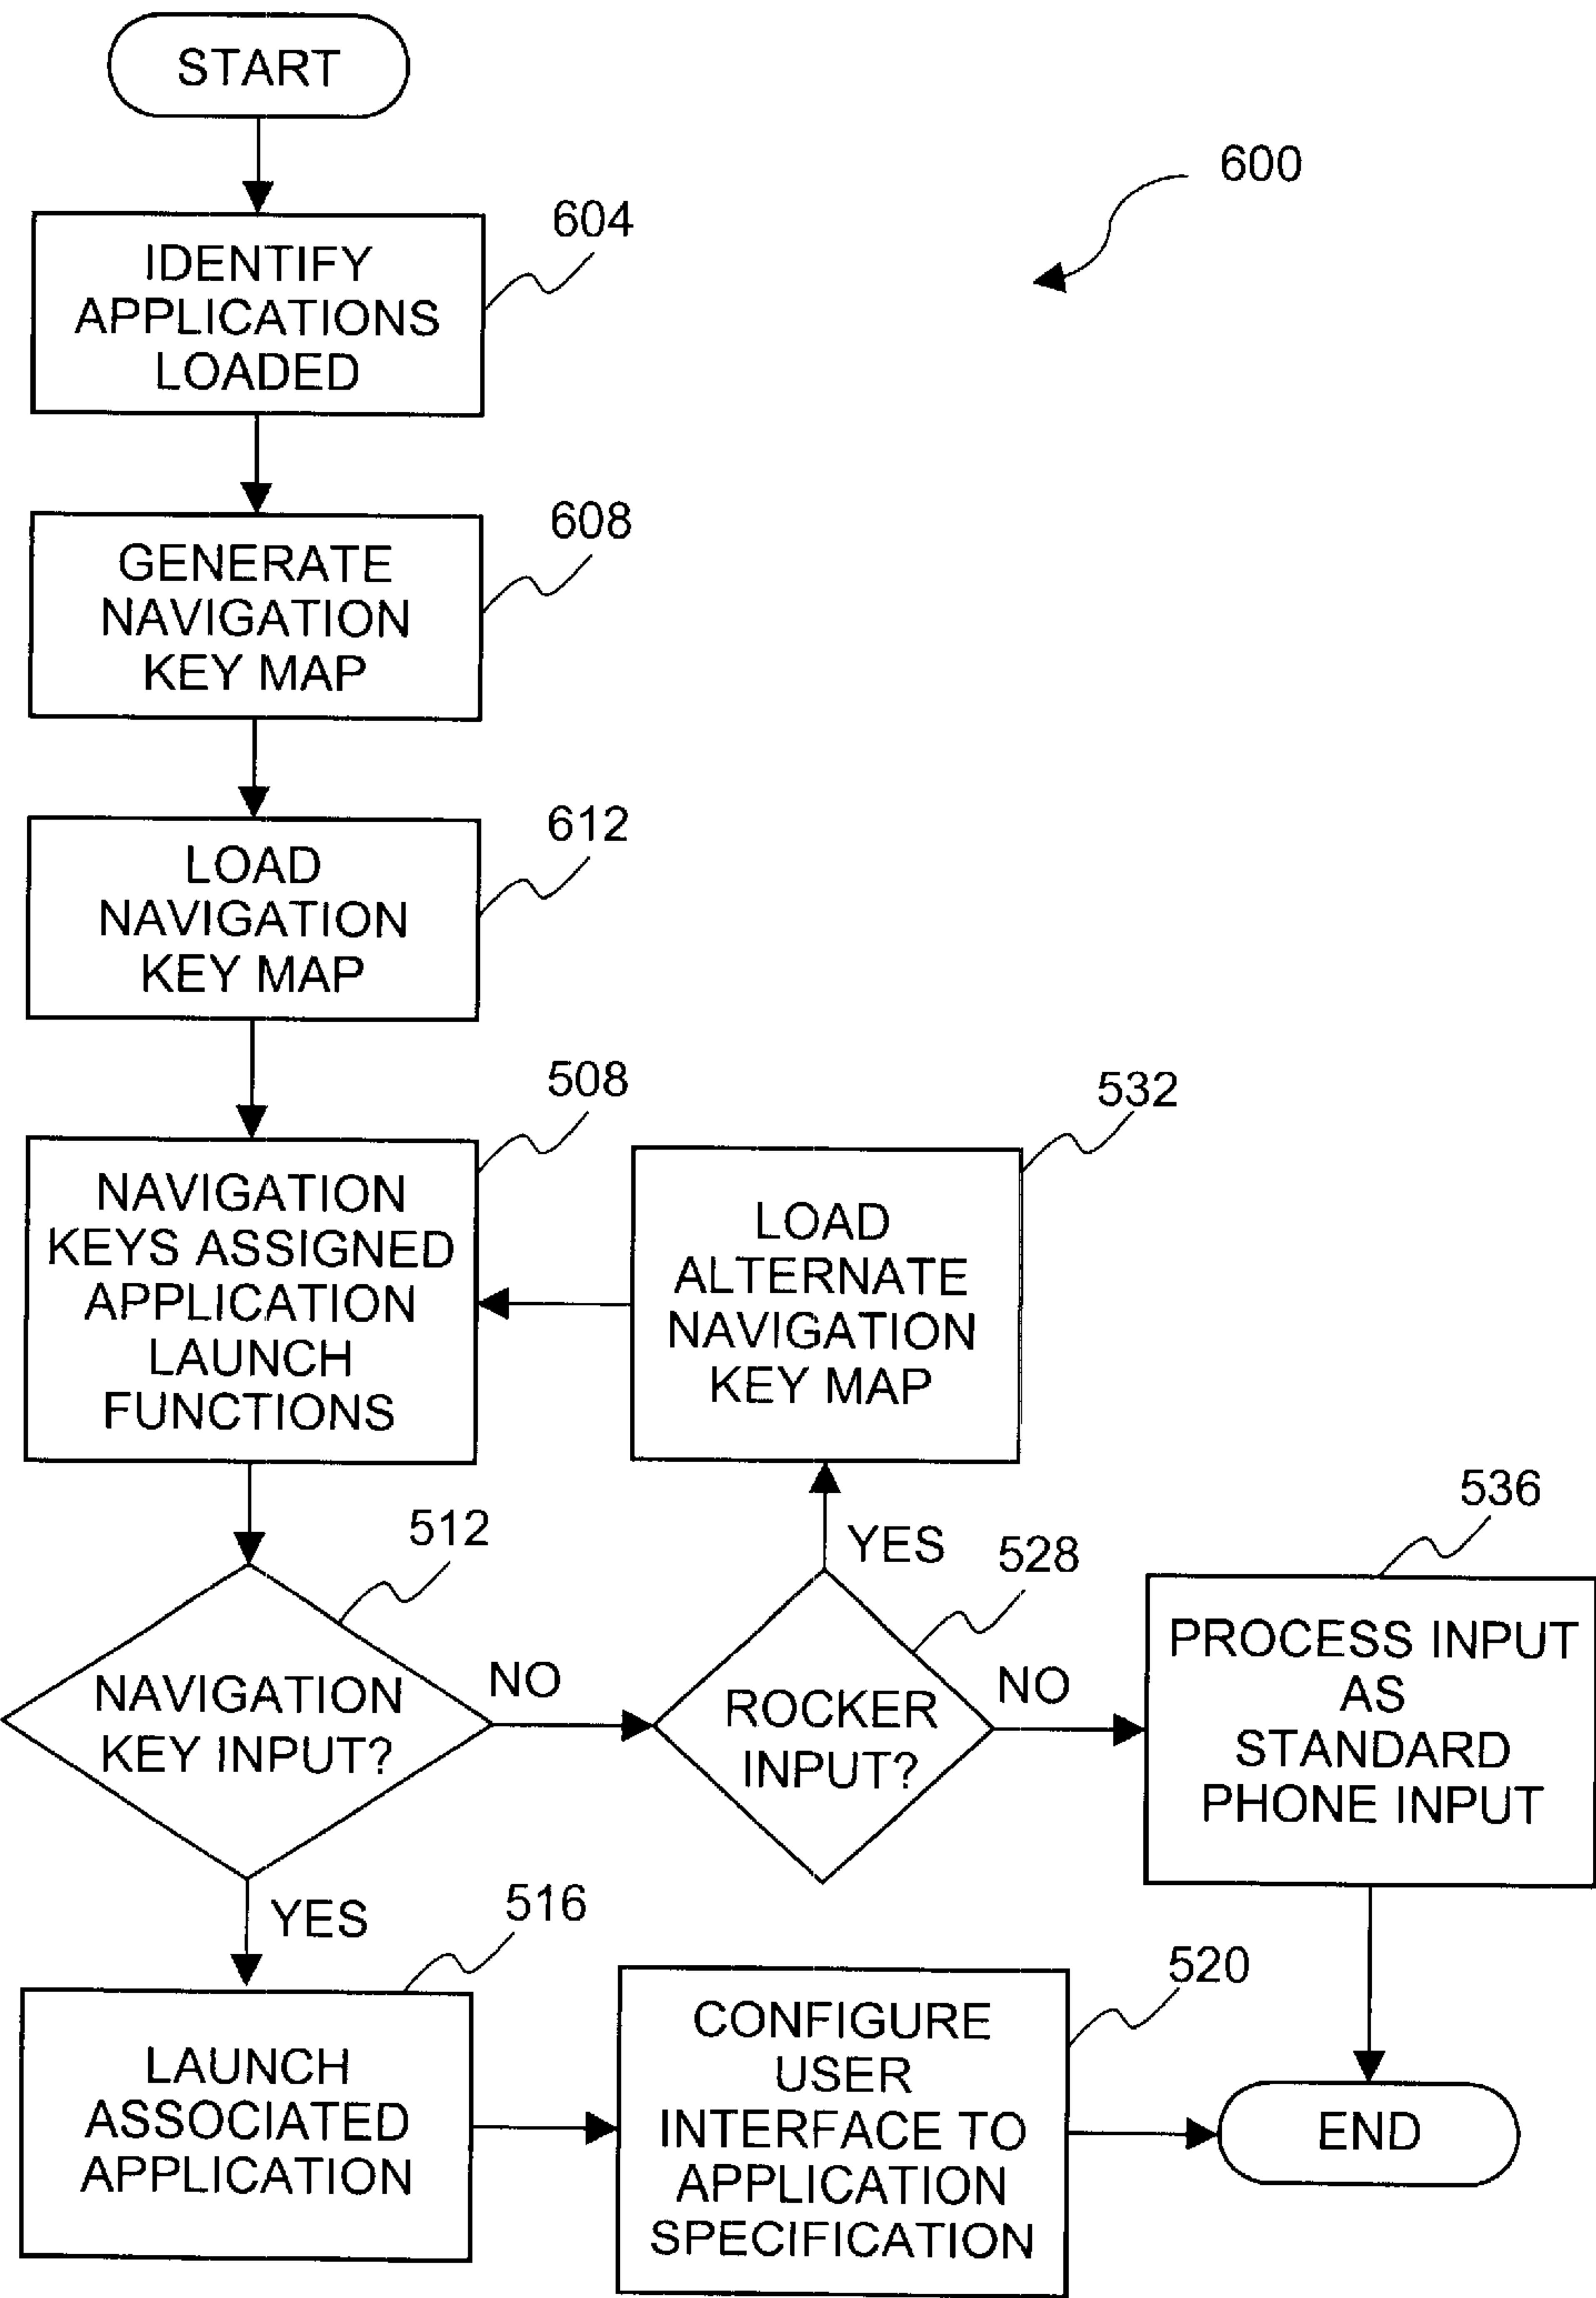 START
600
604
IDENTIFY
APPLICATIONS
LOADED
608
GENERATE
NAVIGATION
KEY MAP
612
LOAD
NAVIGATION
KEY MAP
508
NAVIGATION
KEYS ASSIGNED
APPLICATION
LAUNCH
FUNCTIONS
532
LOAD
ALTERNATE
NAVIGATION
KEY MAP
512
NAVIGATION
KEY INPUT?
NO
YES
528
ROCKER
INPUT?
YES
NO
536
PROCESS INPUT
AS
STANDARD
PHONE INPUT
516
LAUNCH
ASSOCIATED
APPLICATION
520
CONFIGURE
USER
INTERFACE TO
APPLICATION
SPECIFICATION
END